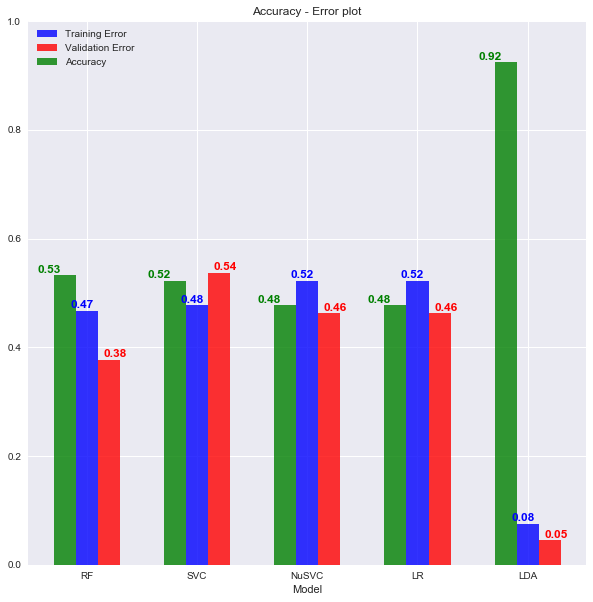 Accuracy - Error plot
1.0
Training Error
Validation Error
Accuracy
0.92
0.8
0.6
0.53 0.47 0.38
0.52 0.48 0.54
0.48 0.52 0.46
0.48 0.52 0.46
0.4
0.2
0.08 0.05
0.0
RF SVC NuSVC LR LDA
Model